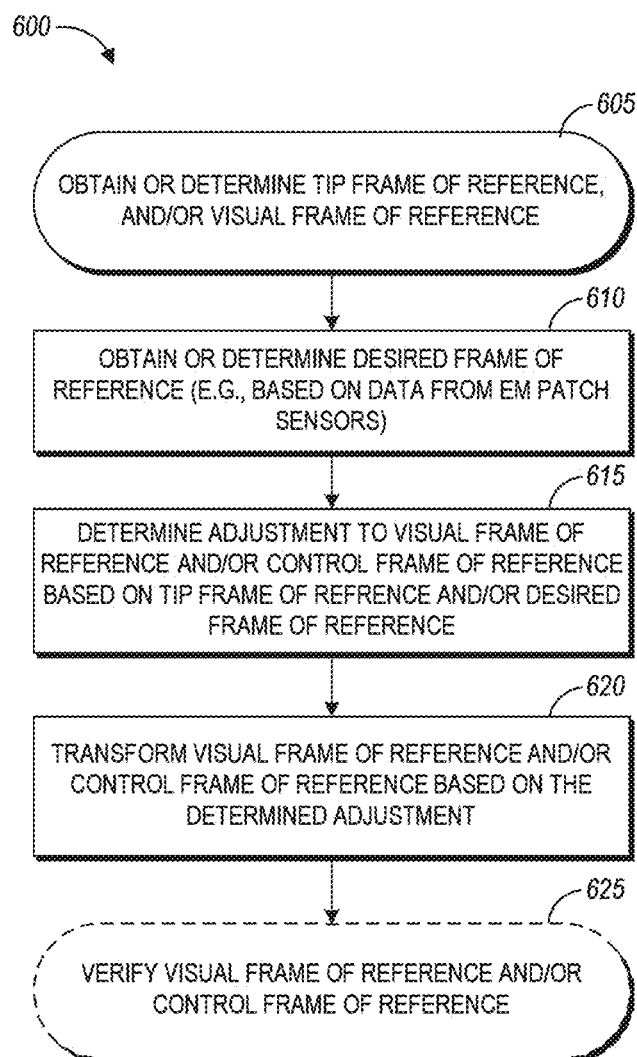 600
605
OBTAIN OR DETERMINE TIP FRAME OF REFERENCE,
AND/OR VISUAL FRAME OF REFERENCE
610
OBTAIN OR DETERMINE DESIRED FRAME OF
REFERENCE (E.G., BASED ON DATA FROM EM PATCH
SENSORS)
615
DETERMINE ADJUSTMENT TO VISUAL FRAME OF
REFERENCE AND/OR CONTROL FRAME OF REFERENCE
BASED ON TIP FRAME OF REFRENCE AND/OR DESIRED
FRAME OF REFERENCE
620
TRANSFORM VISUAL FRAME OF REFERENCE AND/OR
CONTROL FRAME OF REFERENCE BASED ON THE
DETERMINED ADJUSTMENT
625
VERIFY VISUAL FRAME OF REFERENCE AND/OR
CONTROL FRAME OF REFERENCE